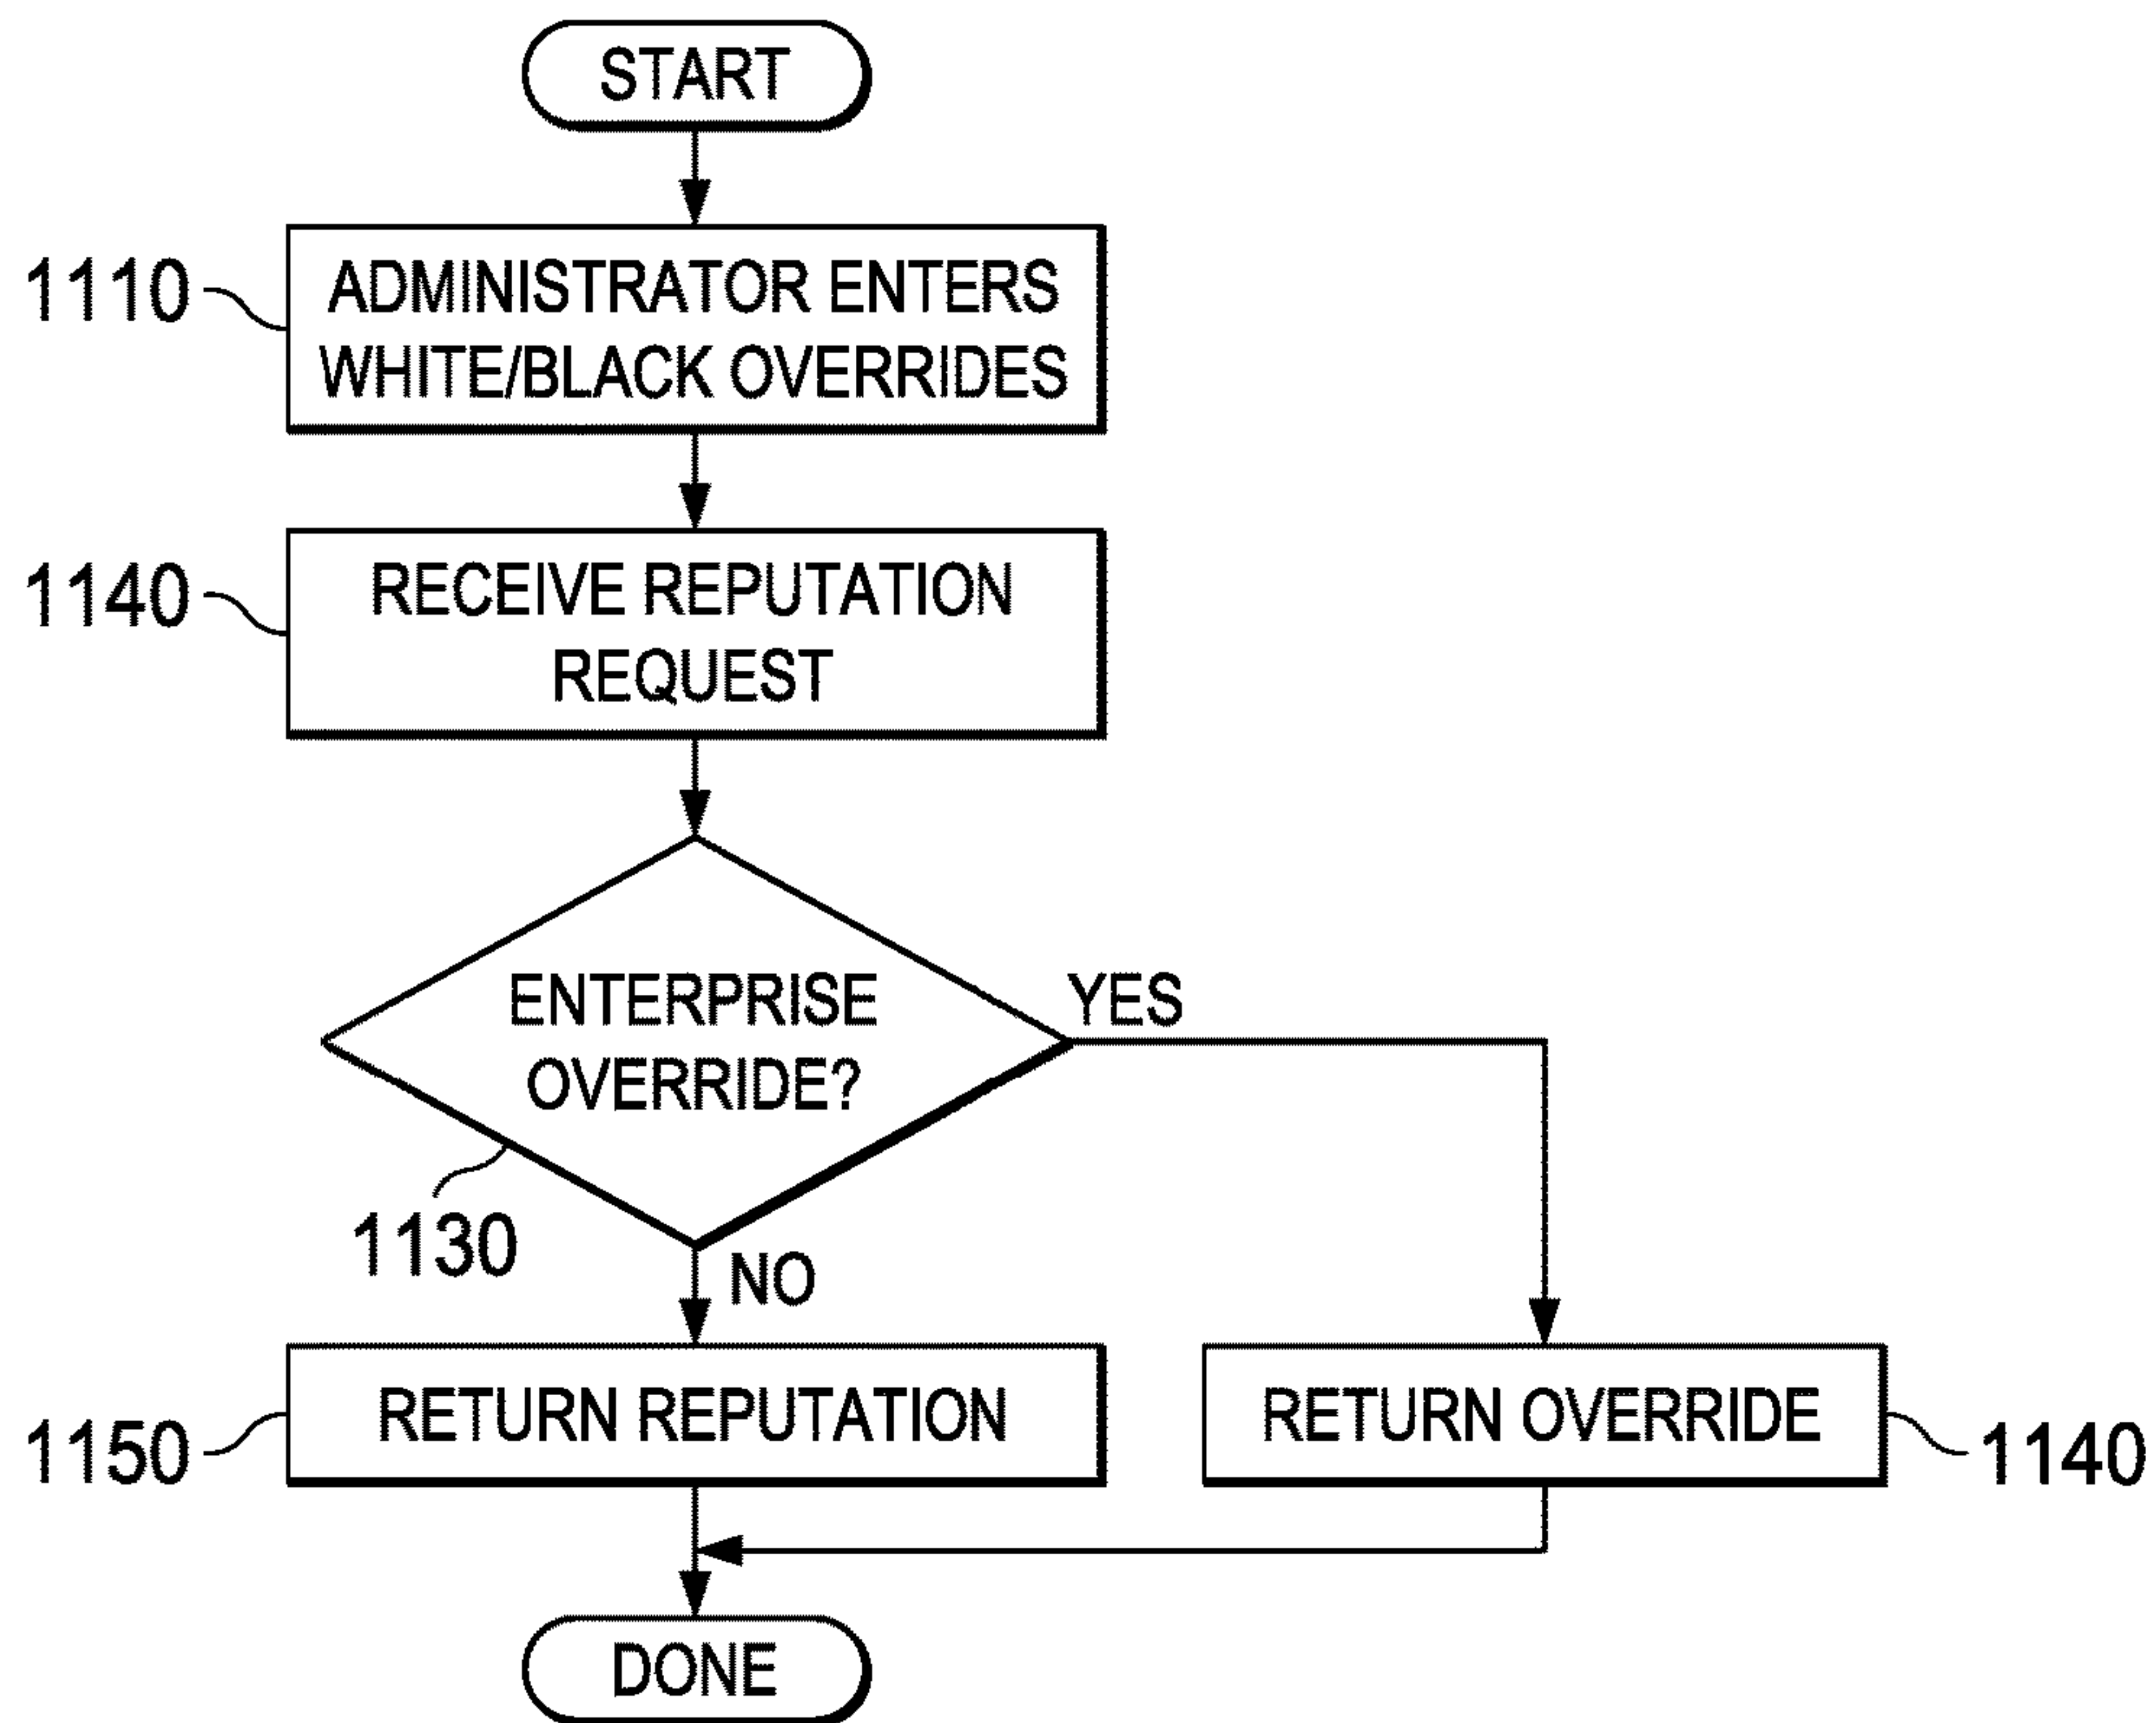 START
1110
ADMINISTRATOR ENTERS
WHITE/BLACK OVERRIDES
1140
RECEIVE REPUTATION
REQUEST
ENTERPRISE
OVERRIDE?
YES
1130
NO
1150
RETURN REPUTATION
RETURN OVERRIDE
1140
DONE